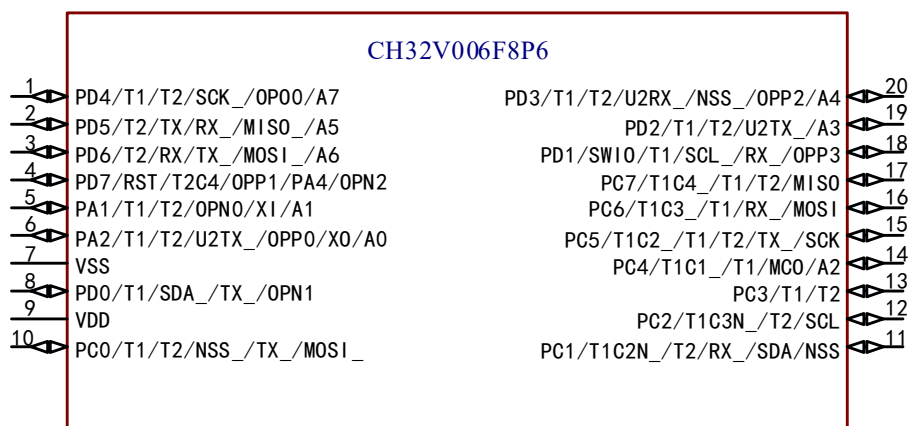 CH32V006F8P6
1 PD4/T1/T2/SCK_/OPO0/A7
2 PD5/T2/TX/RX_/MISO_/A5
3 PD6/T2/RX/TX_/MOSI_/A6
4 PD7/RST/T2C4/OPP1/PA4/OPN2
5 PA1/T1/T2/OPN0/XI/A1
6 PA2/T1/T2/U2TX_/OPP0/XO/A0
7 VSS
8 PD0/T1/SDA_/TX_/OPN1
9 VDD
10 PC0/T1/T2/NSS_/TX_/MOSI_
PD3/T1/T2/U2RX_/NSS_/OPP2/A4 20
PD2/T1/T2/U2TX_/A3 19
PD1/SWIO/T1/SCL_/RX_/OPP3 18
PC7/T1C4_/T1/T2/MISO 17
PC6/T1C3_/T1/RX_/MOSI 16
PC5/T1C2_/T1/T2/TX_/SCK 15
PC4/T1C1_/T1/MCO/A2 14
PC3/T1/T2 13
PC2/T1C3N_/T2/SCL 12
PC1/T1C2N_/T2/RX_/SDA/NSS 11